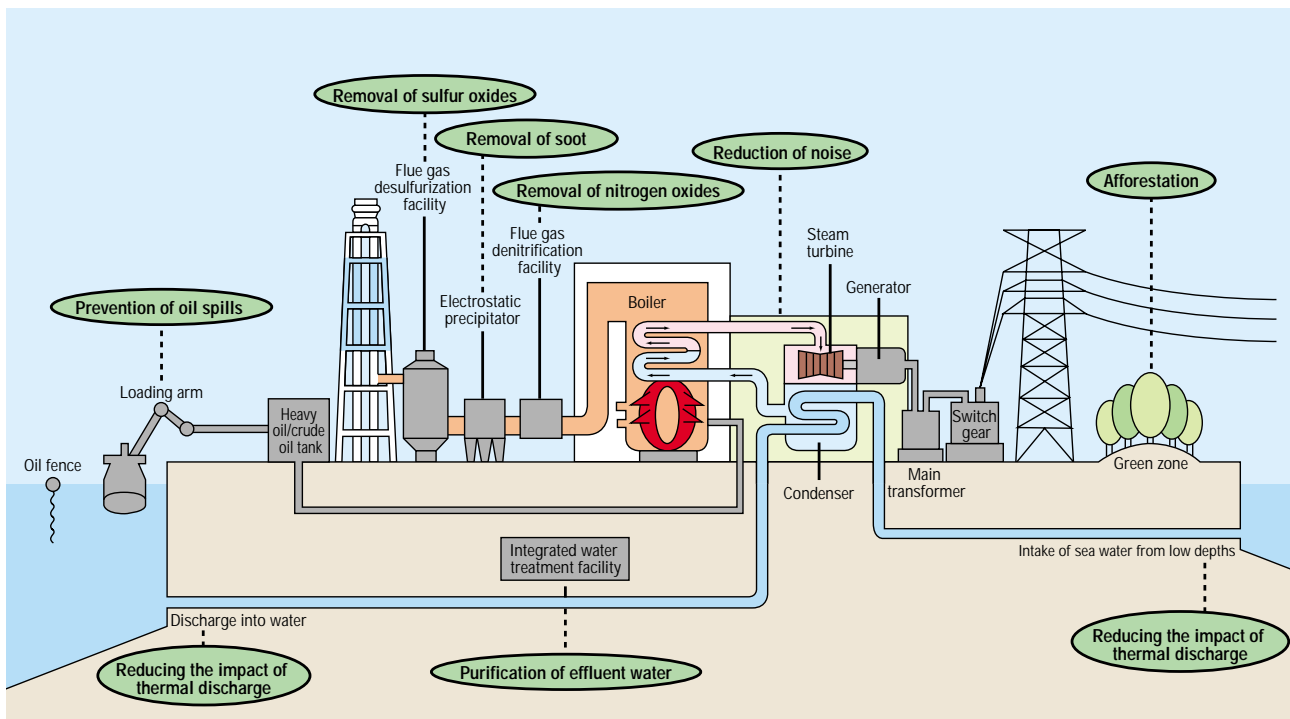 Removal of sulfur oxides
Removal of soot
Reduction of noise
Flue gas
desulfurization
facility
Removal of nitrogen oxides
Afforestation
Flue gas
denitrification
facility
Steam
turbine
Generator
Prevention of oil spills
Electrostatic
precipitator
Boiler
Loading arm
Heavy
oil/crude
oil tank
Switch
gear
Oil fence
Green zone
Main
transformer
Condenser
Integrated water
treatment facility
Intake of sea water from low depths
Discharge into water
Reducing the impact of
thermal discharge
Purification of effluent water
Reducing the impact of
thermal discharge